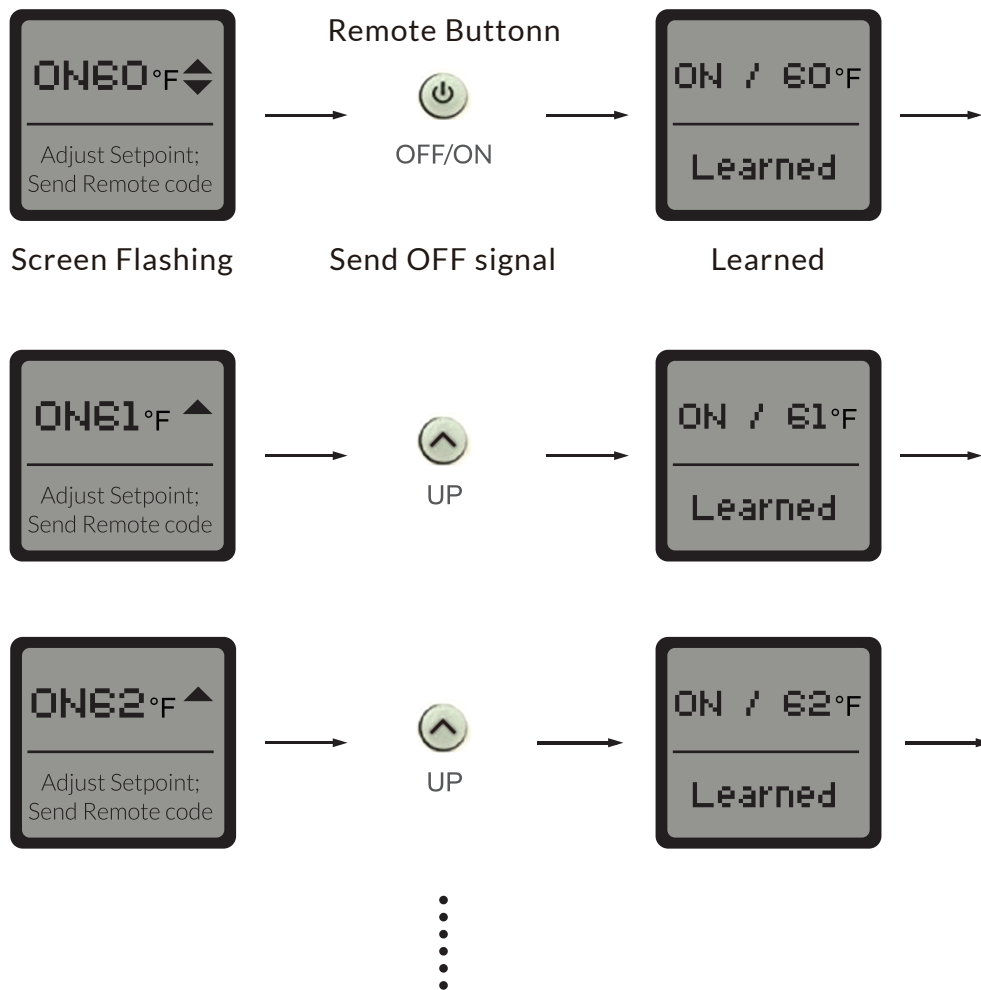 Remote Buttonn
ON60°F
Adjust Setpoint;
Send Remote code
OFF/ON
ON / 60°F
Learned
Screen Flashing
Send OFF signal
Learned
ON61°F
Adjust Setpoint;
Send Remote code
UP
ON / 61°F
Learned
ON62°F
Adjust Setpoint;
Send Remote code
UP
ON / 62°F
Learned